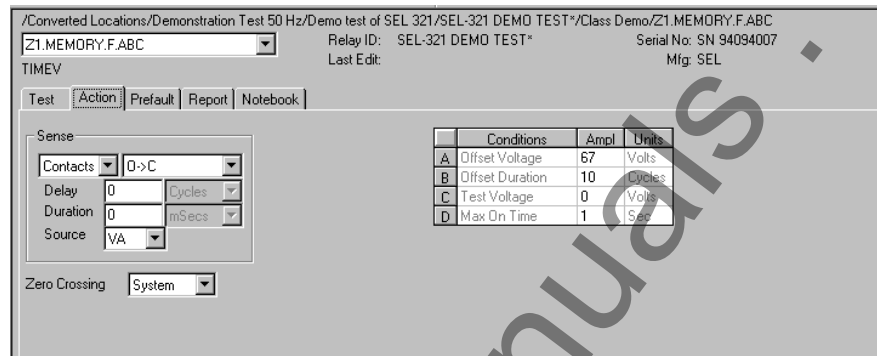 /Converted Locations/Demonstration Test 50 Hz/Demo test of SEL 321/SEL-321 DEMO TEST*/Class Demo/Z1.MEMORY.F.ABC
Z1.MEMORY.F.ABC Relay ID: SEL-321 DEMO TEST* Serial No: SN 94094007
Last Edit: Mfg: SEL
TIMEV
Test Action Prefault Report Notebook
Sense
Contacts O->C
Delay 0 Cycles
Duration 0 mSecs
Source VA
Zero Crossing System
Conditions Ampl Units
A Offset Voltage 67 Volts
B Offset Duration 10 Cycles
C Test Voltage 0 Volts
D Max On Time 1 Sec
nuals.